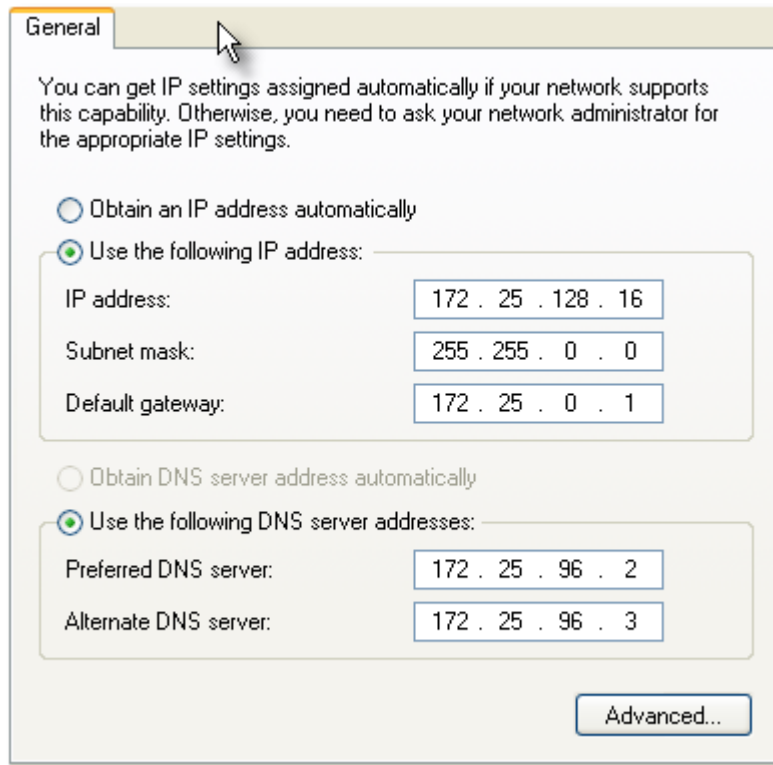 General
You can get IP settings assigned automatically if your network supports
this capability. Otherwise, you need to ask your network administrator for
the appropriate IP settings.
Obtain an IP address automatically
Use the following IP address:
IP address: 172 . 25 . 128 . 16
Subnet mask: 255 . 255 . 0 . 0
Default gateway: 172 . 25 . 0 . 1
Obtain DNS server address automatically
Use the following DNS server addresses:
Preferred DNS server: 172 . 25 . 96 . 2
Alternate DNS server: 172 . 25 . 96 . 3
Advanced...